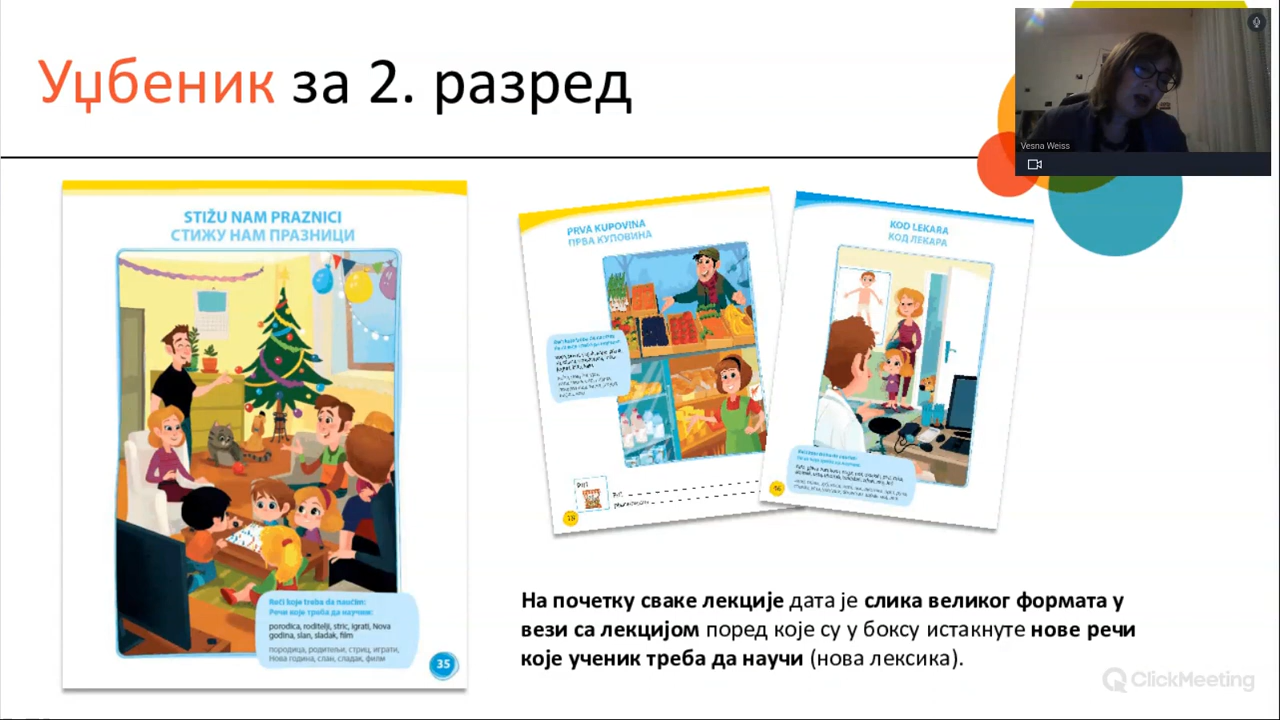 Уџбеник за 2. разред
Vesna Weiss
STIŽU NAM PRAZNICI
СТИЖУ НАМ ПРАЗНИЦИ
Reči koje treba da naučim:
Речи које треба да научим:
porodica, roditelji, stric, igrati, Nova
godina, slan, sladak, film
породица, родитељи, стриц, играти,
Нова година, слан, сладак, филм
35
PRVA KUPOVINA
ПРВА КУПОВИНА
KOD LEKARA
КОД ЛЕКАРА
На почетку сваке лекције дата је слика великог формата у
вези са лекцијом поред које су у боксу истакнуте нове речи
које ученик треба да научи (нова лексика).
ClickMeeting